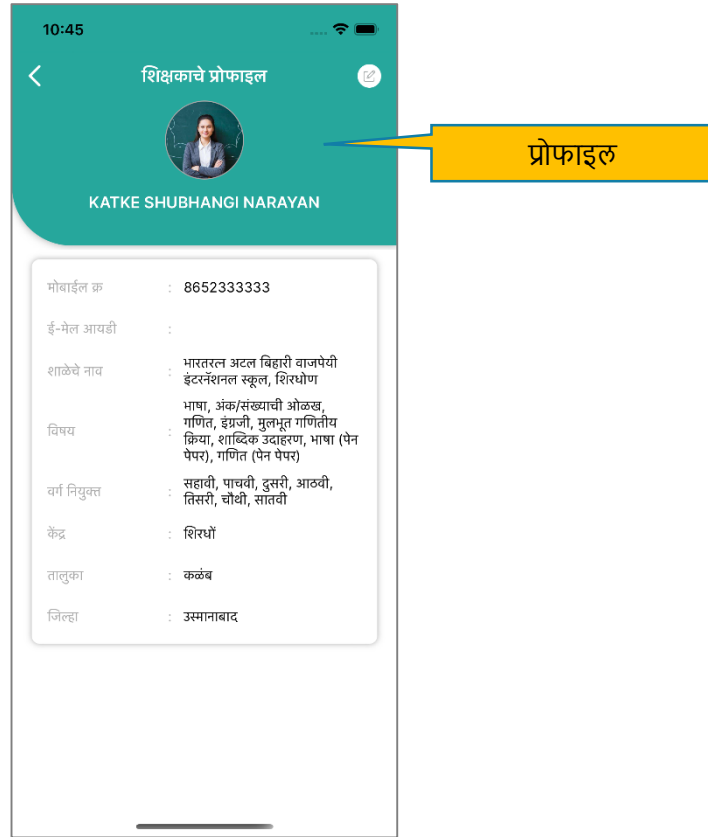 10:45
शिक्षकाचे प्रोफाइल
KATKE SHUBHANGI NARAYAN
प्रोफाइल
मोबाईल क्र : 8652333333
ई-मेल आयडी :
शाळेचे नाव : भारतरत्न अटल बिहारी वाजपेयी
इंटरनॅशनल स्कूल, शिरधोण
विषय : भाषा, अंक/संख्याची ओळख,
गणित, इंग्रजी, मुलभूत गणितीय
क्रिया, शाब्दिक उदाहरण, भाषा (पेन
पेपर), गणित (पेन पेपर)
वर्ग नियुक्त : सहावी, पाचवी, दुसरी, आठवी,
तिसरी, चौथी, सातवी
केंद्र : शिरधों
तालुका : कळंब
जिल्हा : उस्मानाबाद